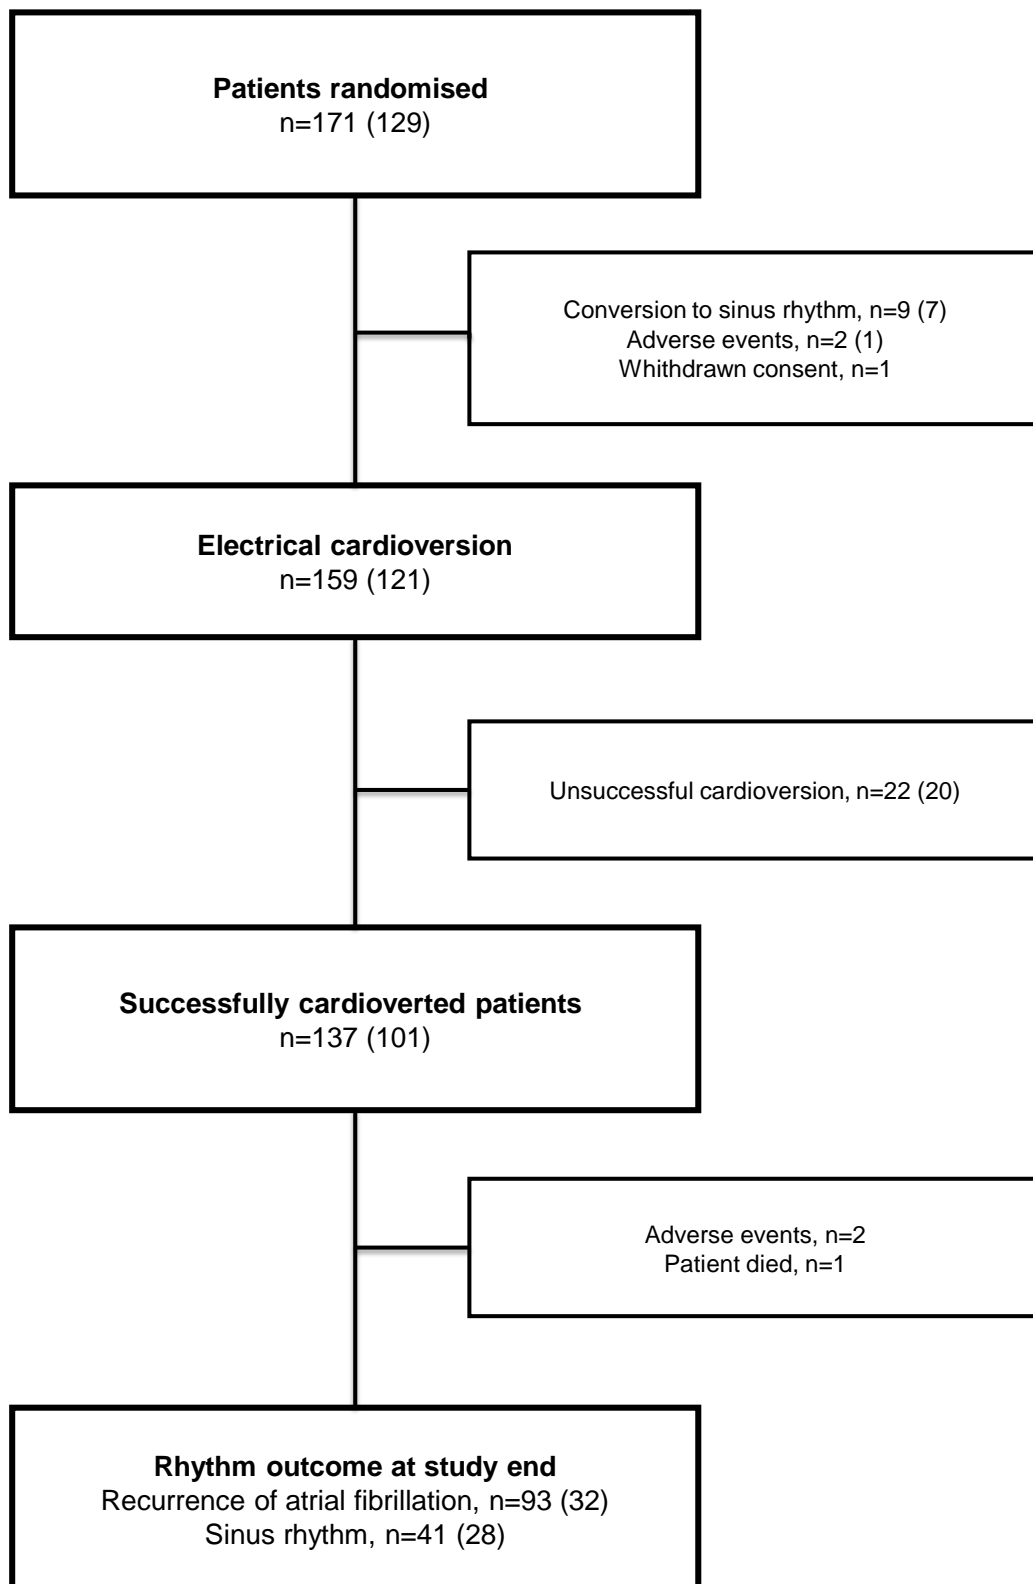 Patients randomised
n=171 (129)
Conversion to sinus rhythm, n=9 (7)
Adverse events, n=2 (1)
Whithdrawn consent, n=1
Electrical cardioversion
n=159 (121)
Unsuccessful cardioversion, n=22 (20)
Successfully cardioverted patients
n=137 (101)
Adverse events, n=2
Patient died, n=1
Rhythm outcome at study end
Recurrence of atrial fibrillation, n=93 (32)
Sinus rhythm, n=41 (28)